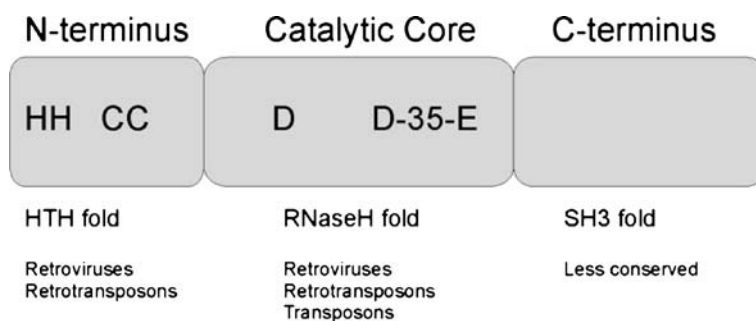 N-terminus Catalytic Core C-terminus
HH CC D D-35-E
HTH fold RNaseH fold SH3 fold
Retroviruses Retroviruses Less conserved
Retrotransposons Retrotransposons
Transposons